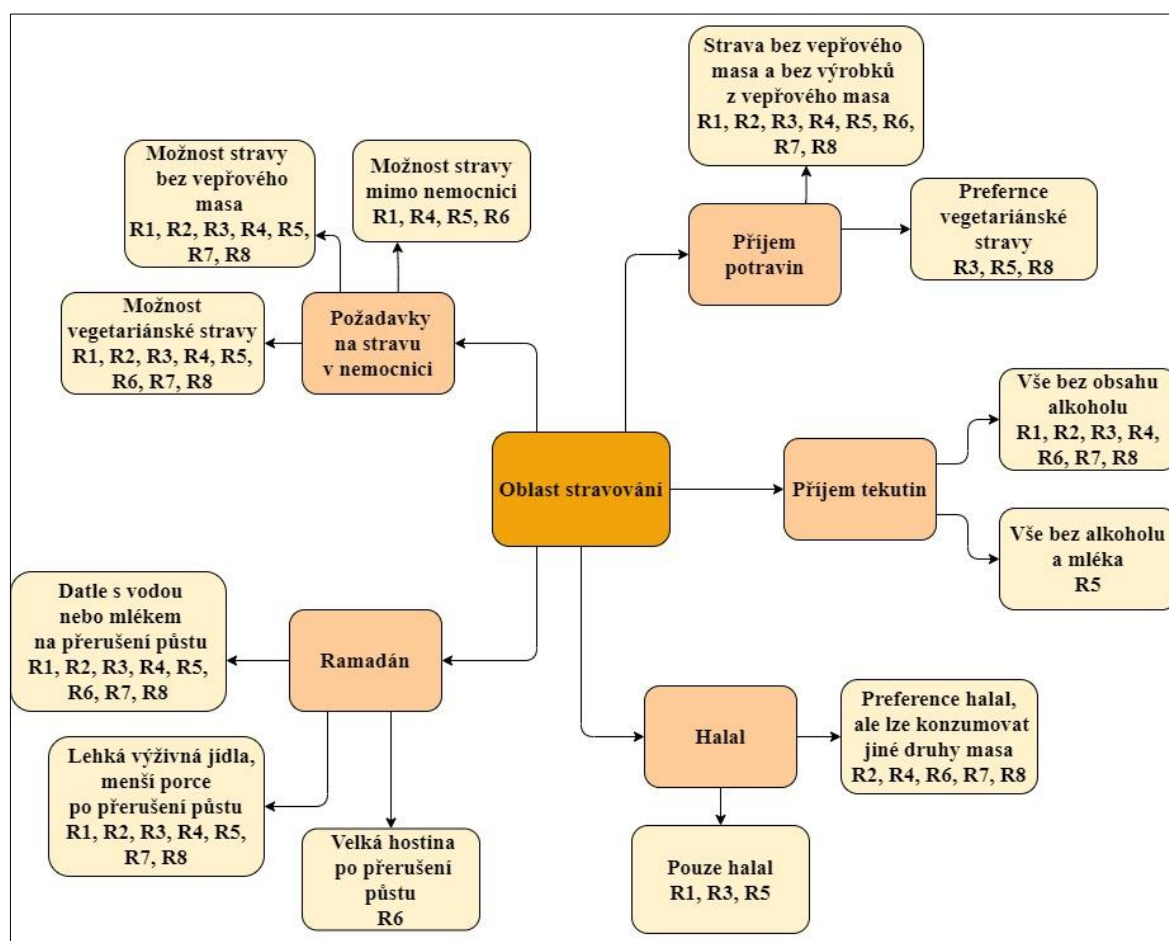 Strava bez vepřového
masa a bez výrobků
z vepřového masa
R1, R2, R3, R4, R5, R6,
R7, R8
Možnost stravy
bez vepřového
masa
R1, R2, R3, R4, R5,
R7, R8
Možnost stravy
mimo nemocnici
R1, R4, R5, R6
Prefernce
vegetariánské
stravy
R3, R5, R8
Příjem
potravin
Možnost
vegetariánské stravy
R1, R2, R3, R4, R5,
R6, R7, R8
Požadavky
na stravu
v nemocnici
Vše bez obsahu
alkoholu
R1, R2, R3, R4,
R6, R7, R8
Oblast stravování
Příjem tekutin
Vše bez alkoholu
a mléka
R5
Datle s vodou
nebo mlékem
na přerušení půstu
R1, R2, R3, R4, R5,
R6, R7, R8
Ramadán
Halal
Preference halal,
ale lze konzumovat
jiné druhy masa
R2, R4, R6, R7, R8
Lehká výživná jídla,
menší porce
po přerušení půstu
R1, R2, R3, R4, R5,
R7, R8
Velká hostina
po přerušení
půstu
R6
Pouze halal
R1, R3, R5